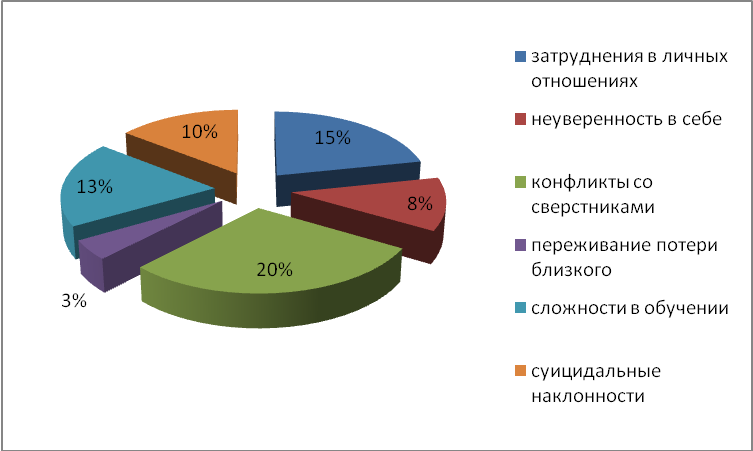 15%
8%
20%
3%
13%
10%
затруднения в личных
отношениях
неуверенность в себе
конфликты со
сверстниками
переживание потери
близкого
сложности в обучении
суицидальные
наклонности